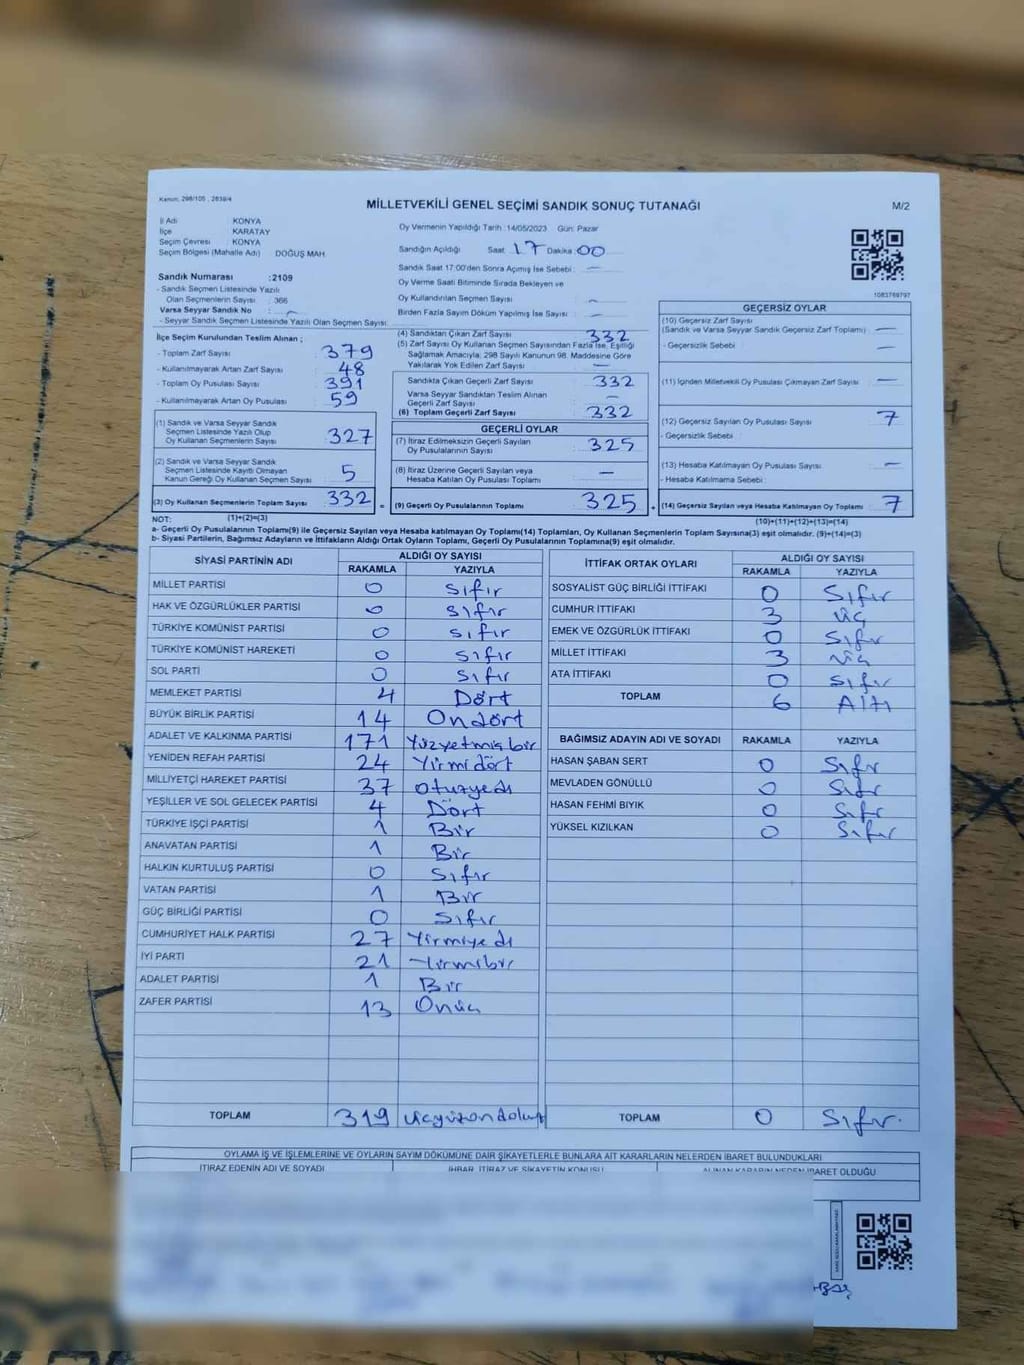 Kanun: 298/105 , 2839/4
MİLLETVEKİLİ GENEL SEÇİMİ SANDIK SONUÇ TUTANAĞI
M/2
İl Adı KONYA
İlçe KARATAY
Seçim Çevresi KONYA
Seçim Bölgesi (Mahalle Adı) DOĞUŞ MAH.
Sandık Numarası :2109
- Sandık Seçmen Listesinde Yazılı
Olan Seçmenlerin Sayısı : 366
Varsa Seyyar Sandık No : —
- Seyyar Sandık Seçmen Listesinde Yazılı Olan Seçmen Sayısı:
Oy Vermenin Yapıldığı Tarih :14/05/2023 Gün: Pazar
Sandığın Açıldığı Saat 17 Dakika 00
Sandık Saat 17:00'den Sonra Açılmış İse Sebebi : —
Oy Verme Saati Bitiminde Sırada Bekleyen ve
Oy Kullandırılan Seçmen Sayısı : —
Birden Fazla Sayım Döküm Yapılmış İse Sayısı : —
1083769797
İlçe Seçim Kurulundan Teslim Alınan ;
- Toplam Zarf Sayısı : 379
- Kullanılmayarak Artan Zarf Sayısı : 48
- Toplam Oy Pusulası Sayısı : 391
- Kullanılmayarak Artan Oy Pusulası : 59
(1) Sandık ve Varsa Seyyar Sandık
Seçmen Listesinde Yazılı Olup
Oy Kullanan Seçmenlerin Sayısı : 327
(2) Sandık ve Varsa Seyyar Sandık
Seçmen Listesinde Kayıtlı Olmayan
Kanun Gereği Oy Kullanan Seçmen Sayısı : 5
(3) Oy Kullanan Seçmenlerin Toplam Sayısı : 332
(4) Sandıktan Çıkan Zarf Sayısı : 332
(5) Zarf Sayısı Oy Kullanan Seçmen Sayısından Fazla İse, Eşitliği
Sağlamak Amacıyla; 298 Sayılı Kanunun 98. Maddesine Göre
Yakılarak Yok Edilen Zarf Sayısı : —
Sandıkta Çıkan Geçerli Zarf Sayısı : 332
Varsa Seyyar Sandıktan Teslim Alınan
Geçerli Zarf Sayısı : —
(6) Toplam Geçerli Zarf Sayısı : 332
GEÇERLİ OYLAR
(7) İtiraz Edilmeksizin Geçerli Sayılan
Oy Pusulalarının Sayısı : 325
(8) İtiraz Üzerine Geçerli Sayılan veya
Hesaba Katılan Oy Pusulası Toplamı : —
= (9) Geçerli Oy Pusulalarının Toplamı : 325
GEÇERSİZ OYLAR
(10) Geçersiz Zarf Sayısı
(Sandık ve Varsa Seyyar Sandık Geçersiz Zarf Toplamı) : —
- Geçersizlik Sebebi : —
(11) İçinden Milletvekili Oy Pusulası Çıkmayan Zarf Sayısı : —
(12) Geçersiz Sayılan Oy Pusulası Sayısı : 7
- Geçersizlik Sebebi :
(13) Hesaba Katılmayan Oy Pusulası Sayısı : —
- Hesaba Katılmama Sebebi :
+ (14) Geçersiz Sayılan veya Hesaba Katılmayan Oy Toplamı : 7
NOT: (1)+(2)=(3)
(10)+(11)+(12)+(13)=(14)
a- Geçerli Oy Pusulalarının Toplamı(9) ile Geçersiz Sayılan veya Hesaba katılmayan Oy Toplamı(14) Toplamları, Oy Kullanan Seçmenlerin Toplam Sayısına(3) eşit olmalıdır. (9)+(14)=(3)
b- Siyasi Partilerin, Bağımsız Adayların ve İttifakların Aldığı Ortak Oyların Toplamı, Geçerli Oy Pusulalarının Toplamına(9) eşit olmalıdır.
SİYASİ PARTİNİN ADI ALDIĞI OY SAYISI
RAKAMLA YAZIYLA
MİLLET PARTİSİ 0 Sıfır
HAK VE ÖZGÜRLÜKLER PARTİSİ 0 Sıfır
TÜRKİYE KOMÜNİST PARTİSİ 0 Sıfır
TÜRKİYE KOMÜNİST HAREKETİ 0 Sıfır
SOL PARTİ 0 Sıfır
MEMLEKET PARTİSİ 4 Dört
BÜYÜK BİRLİK PARTİSİ 14 Ondört
ADALET VE KALKINMA PARTİSİ 171 Yüzyetmişbir
YENİDEN REFAH PARTİSİ 24 Yirmidört
MİLLİYETÇİ HAREKET PARTİSİ 37 Otuzyedi
YEŞİLLER VE SOL GELECEK PARTİSİ 4 Dört
TÜRKİYE İŞÇİ PARTİSİ 1 Bir
ANAVATAN PARTİSİ 1 Bir
HALKIN KURTULUŞ PARTİSİ 0 Sıfır
VATAN PARTİSİ 1 Bir
GÜÇ BİRLİĞİ PARTİSİ 0 Sıfır
CUMHURİYET HALK PARTİSİ 27 Yirmiyedi
İYİ PARTİ 21 Yirmibir
ADALET PARTİSİ 1 Bir
ZAFER PARTİSİ 13 Onüç
TOPLAM 319 üçyüzondokuz
İTTİFAK ORTAK OYLARI ALDIĞI OY SAYISI
RAKAMLA YAZIYLA
SOSYALİST GÜÇ BİRLİĞİ İTTİFAKI 0 Sıfır
CUMHUR İTTİFAKI 3 üç
EMEK VE ÖZGÜRLÜK İTTİFAKI 0 Sıfır
MİLLET İTTİFAKI 3 üç
ATA İTTİFAKI 0 Sıfır
TOPLAM 6 Altı
BAĞIMSIZ ADAYIN ADI VE SOYADI RAKAMLA YAZIYLA
HASAN ŞABAN SERT 0 Sıfır
MEVLADEN GÖNÜLLÜ 0 Sıfır
HASAN FEHMİ BIYIK 0 Sıfır
YÜKSEL KIZILKAN 0 Sıfır
TOPLAM 0 Sıfır.
OYLAMA İŞ VE İŞLEMLERİNE VE OYLARIN SAYIM DÖKÜMÜNE DAİR ŞİKAYETLERLE BUNLARA AİT KARARLARIN NELERDEN İBARET BULUNDUKLARI
İTİRAZ EDENİN ADI VE SOYADI İHBAR, İTİRAZ VE ŞİKAYETİN KONUSU ALINAN KARARIN NEDEN İBARET OLDUĞU